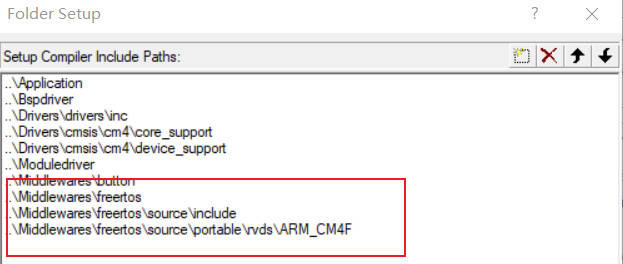 Folder Setup
?
Setup Compiler Include Paths:
..\Application
..\Bspdriver
..\Drivers\drivers\inc
..\Drivers\cmsis\cm4\core_support
..\Drivers\cmsis\cm4\device_support
..\Moduledriver
..\Middlewares\button
..\Middlewares\freertos
..\Middlewares\freertos\source\include
..\Middlewares\freertos\source\portable\rvds\ARM_CM4F